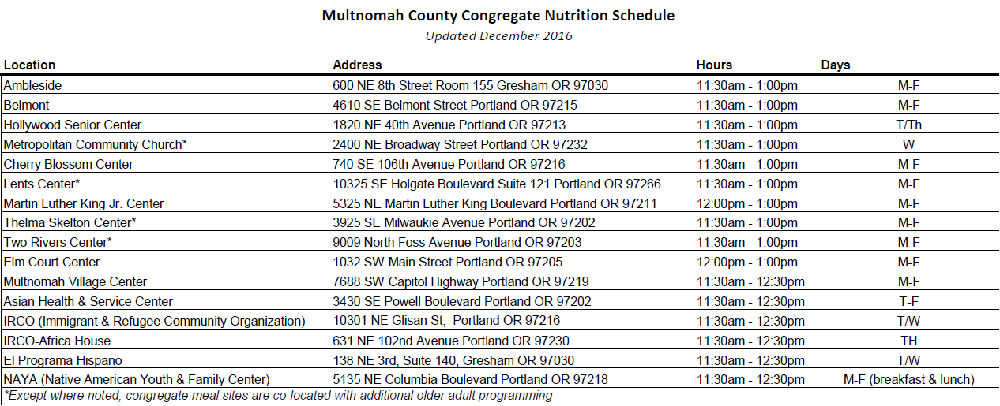 Multnomah County Congregate Nutrition Schedule
Updated December 2016
Location Address Hours Days
Ambleside 600 NE 8th Street Room 155 Gresham OR 97030 11:30am - 1:00pm M-F
Belmont 4610 SE Belmont Street Portland OR 97215 11:30am - 1:00pm M-F
Hollywood Senior Center 1820 NE 40th Avenue Portland OR 97213 11:30am - 1:00pm T/Th
Metropolitan Community Church* 2400 NE Broadway Street Portland OR 97232 11:30am - 1:00pm W
Cherry Blossom Center 740 SE 106th Avenue Portland OR 97216 11:30am - 1:00pm M-F
Lents Center* 10325 SE Holgate Boulevard Suite 121 Portland OR 97266 11:30am - 1:00pm M-F
Martin Luther King Jr. Center 5325 NE Martin Luther King Boulevard Portland OR 97211 12:00pm - 1:00pm M-F
Thelma Skelton Center* 3925 SE Milwaukie Avenue Portland OR 97202 11:30am - 1:00pm M-F
Two Rivers Center* 9009 North Foss Avenue Portland OR 97203 11:30am - 1:00pm M-F
Elm Court Center 1032 SW Main Street Portland OR 97205 12:00pm - 1:00pm M-F
Multnomah Village Center 7688 SW Capitol Highway Portland OR 97219 11:30am - 12:30pm M-F
Asian Health & Service Center 3430 SE Powell Boulevard Portland OR 97202 11:30am - 12:30pm T-F
IRCO (Immigrant & Refugee Community Organization) 10301 NE Glisan St, Portland OR 97216 11:30am - 12:30pm T/W
IRCO-Africa House 631 NE 102nd Avenue Portland OR 97230 11:30am - 12:30pm TH
El Programa Hispano 138 NE 3rd, Suite 140, Gresham OR 97030 11:30am - 12:30pm T/W
NAYA (Native American Youth & Family Center) 5135 NE Columbia Boulevard Portland OR 97218 11:30am - 12:30pm M-F (breakfast & lunch)
*Except where noted, congregate meal sites are co-located with additional older adult programming